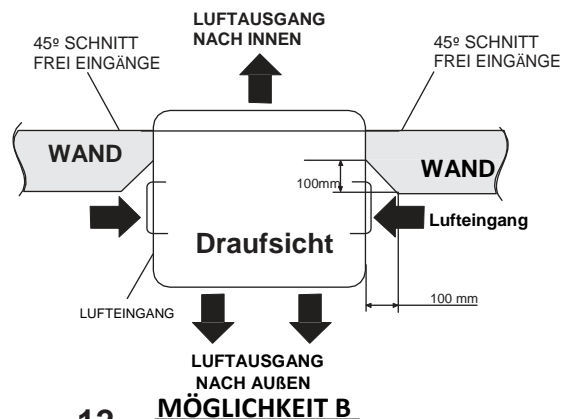 LUFTAUSGANG
NACH INNEN
45º SCHNITT
FREI EINGÄNGE
45º SCHNITT
FREI EINGÄNGE
WAND
WAND
100mm
Lufteingang
Draufsicht
LUFTEINGANG
100 mm
LUFTAUSGANG
NACH AUßEN
12 MÖGLICHKEIT B